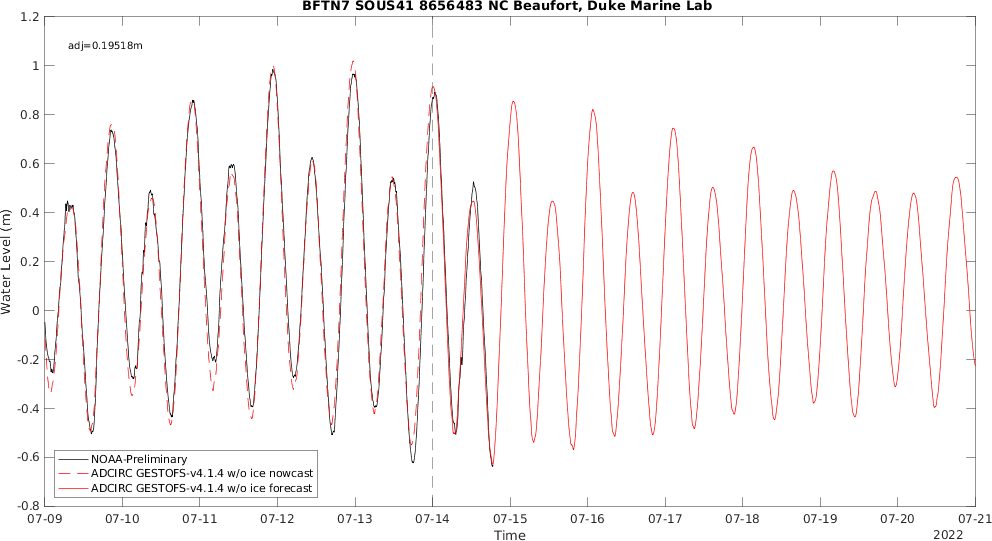 BFTN7 SOUS41 8656483 NC Beaufort, Duke Marine Lab
adj=0.19518m
1.2
1
0.8
0.6
0.4
0.2
0
-0.2
-0.4
-0.6
-0.8
Water Level (m)
NOAA-Preliminary
ADCIRC GESTOFS-v4.1.4 w/o ice nowcast
ADCIRC GESTOFS-v4.1.4 w/o ice forecast
07-09 07-10 07-11 07-12 07-13 07-14 07-15 07-16 07-17 07-18 07-19 07-20 07-21
Time
2022